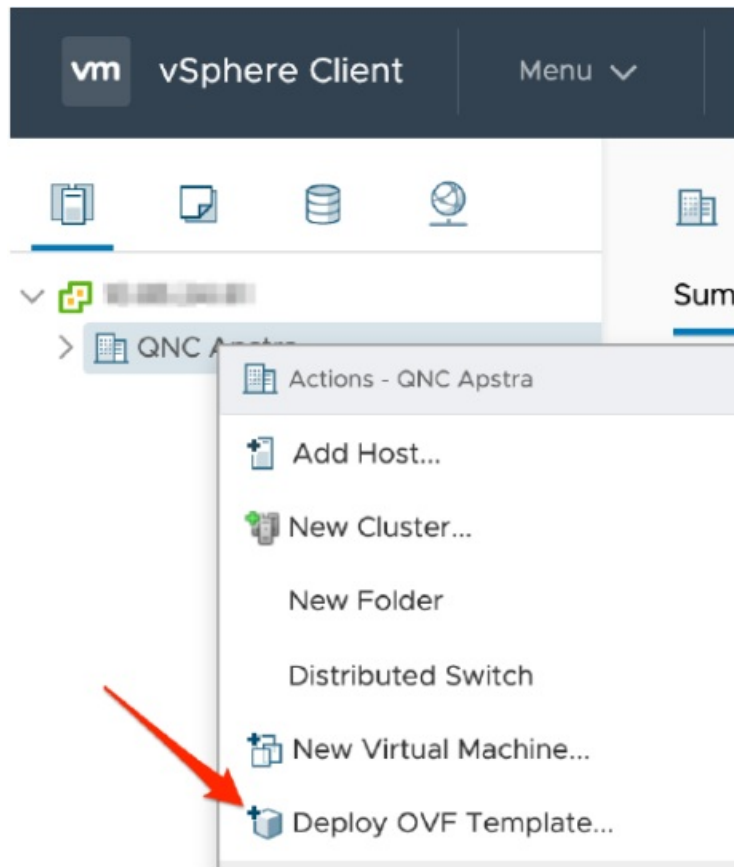 vm vSphere Client Menu
Sum
QNC Apstra
Actions - QNC Apstra
Add Host...
New Cluster...
New Folder
Distributed Switch
New Virtual Machine...
Deploy OVF Template...